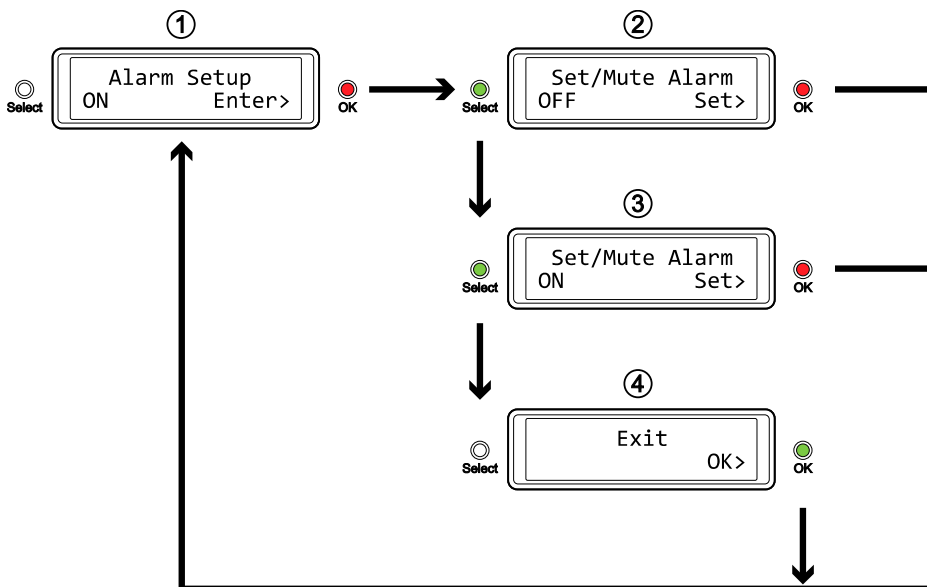 ①
Alarm Setup
ON Enter>
Select
OK
②
Set/Mute Alarm
OFF Set>
Select
OK
③
Set/Mute Alarm
ON Set>
Select
OK
④
Exit
OK>
Select
OK